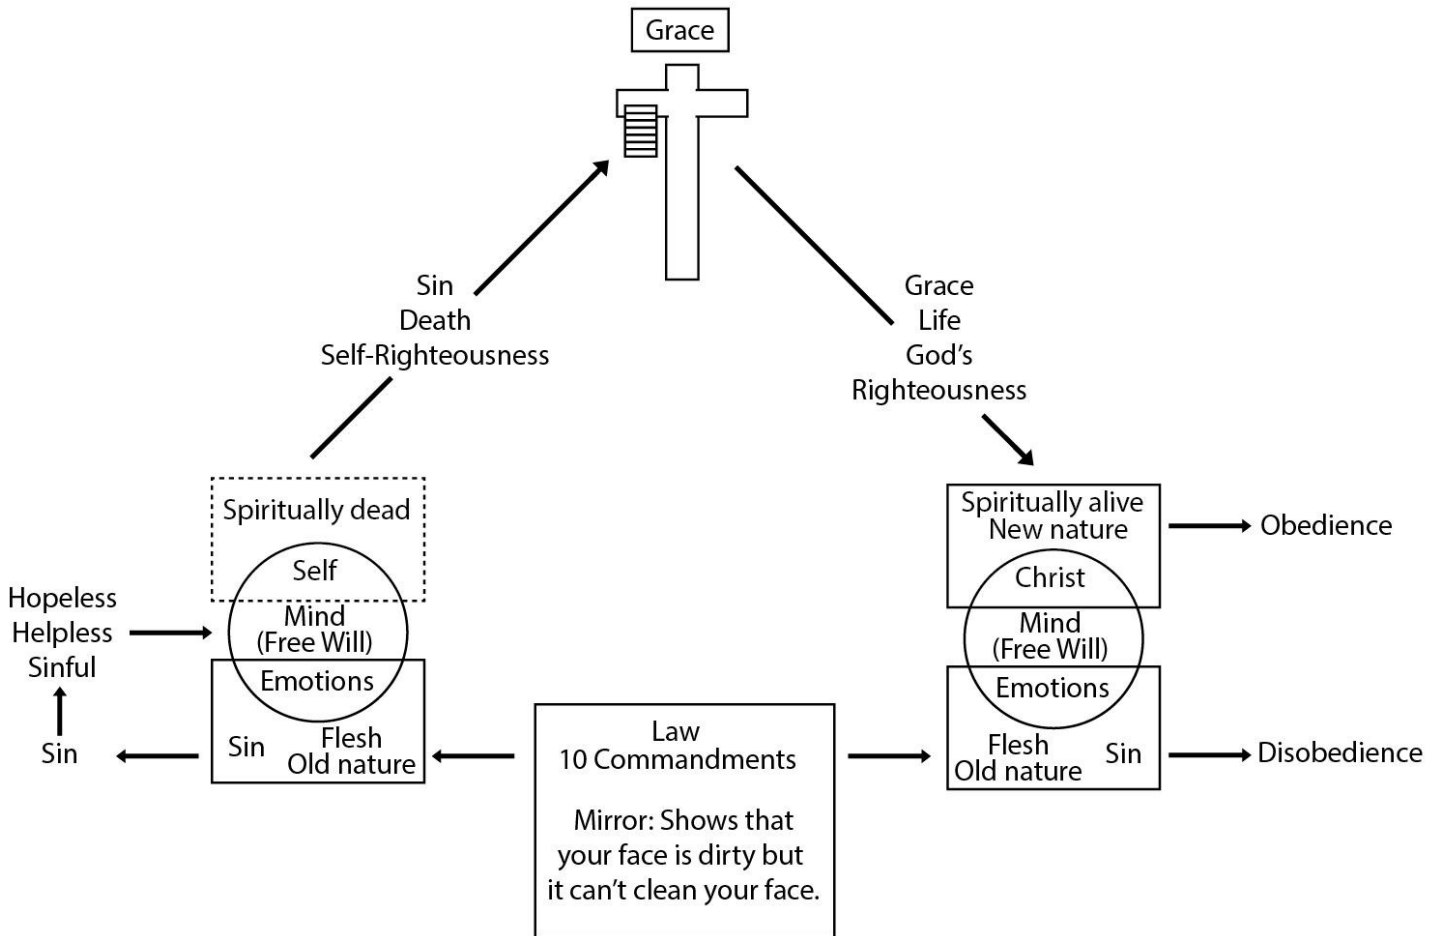 Grace
Sin
Death
Self-Righteousness
Grace
Life
God's
Righteousness
Spiritually dead
Self
Mind
(Free Will)
Emotions
Sin
Flesh
Old nature
Hopeless
Helpless
Sinful
Sin
Law
10 Commandments
Mirror: Shows that
your face is dirty but
it can't clean your face.
Spiritually alive
New nature
Christ
Mind
(Free Will)
Emotions
Flesh
Old nature
Sin
Obedience
Disobedience